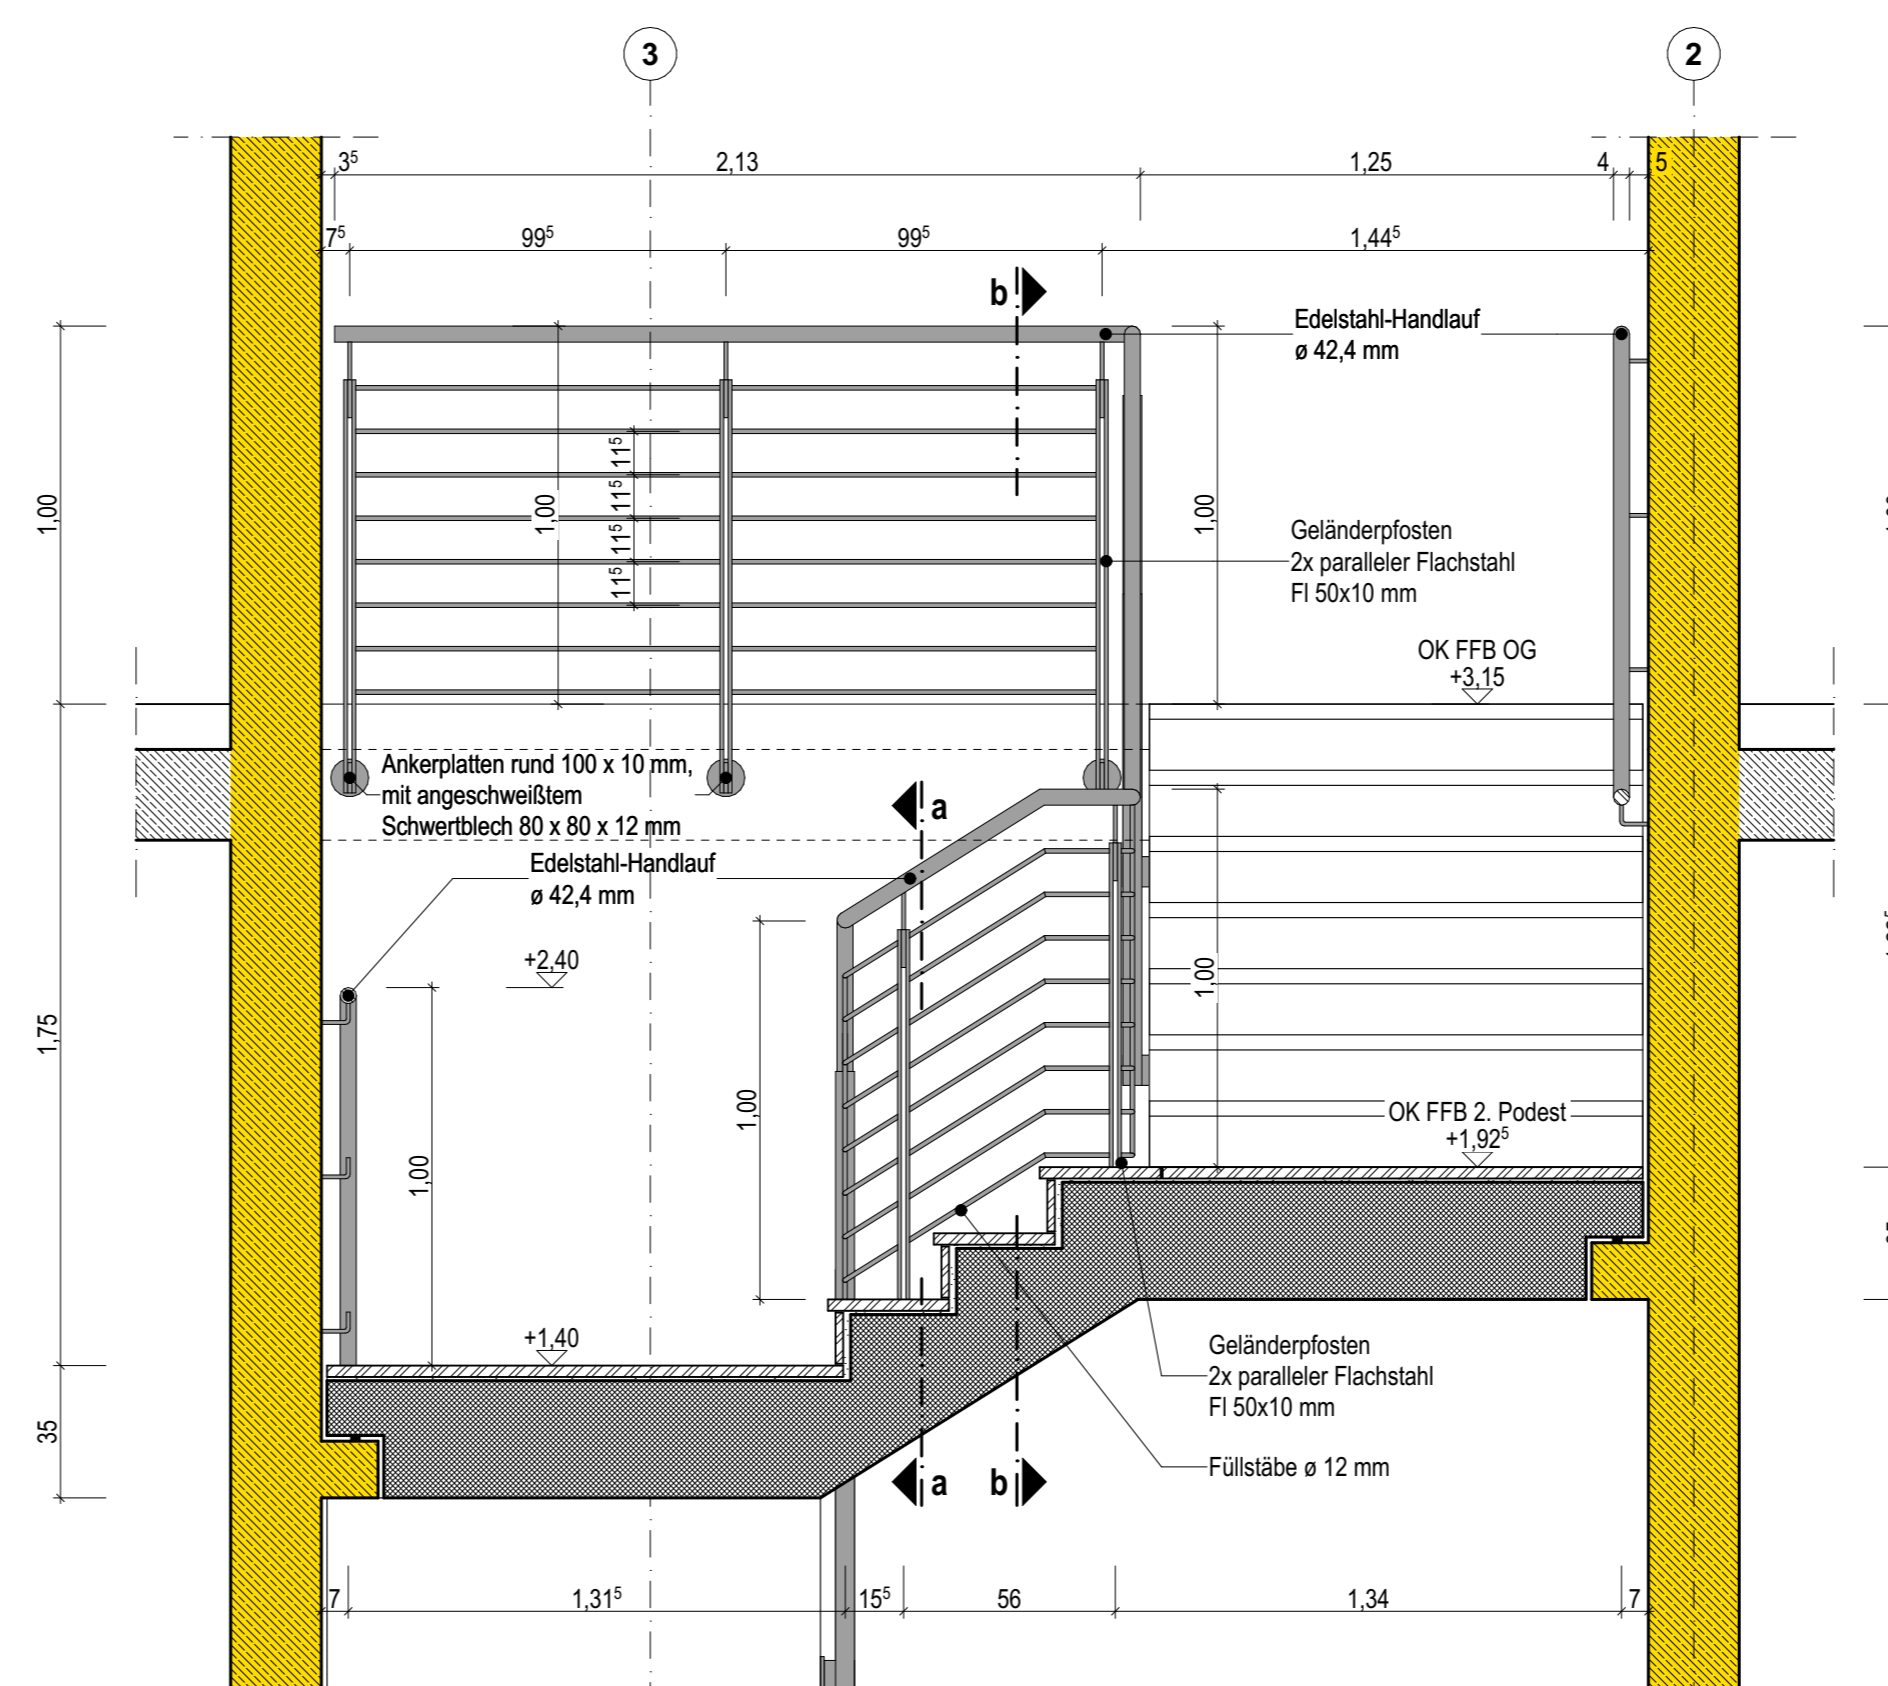 3
2
3⁵
2,13
1,25
4
5
7⁵
99⁵
99⁵
1,44⁵
b
Edelstahl-Handlauf
ø 42,4 mm
11⁵
11⁵
11⁵
11⁵
1,00
1,00
1,00
Geländerpfosten
2x paralleler Flachstahl
Fl 50x10 mm
OK FFB OG
+3,15
Ankerplatten rund 100 x 10 mm,
mit angeschweißtem
Schwertblech 80 x 80 x 12 mm
a
Edelstahl-Handlauf
ø 42,4 mm
+2,40
1,00
1,75
1,00
1,00
OK FFB 2. Podest
+1,92⁵
+1,40
Geländerpfosten
2x paralleler Flachstahl
Fl 50x10 mm
35
Füllstäbe ø 12 mm
a
b
7
1,31⁵
15⁵
56
1,34
7